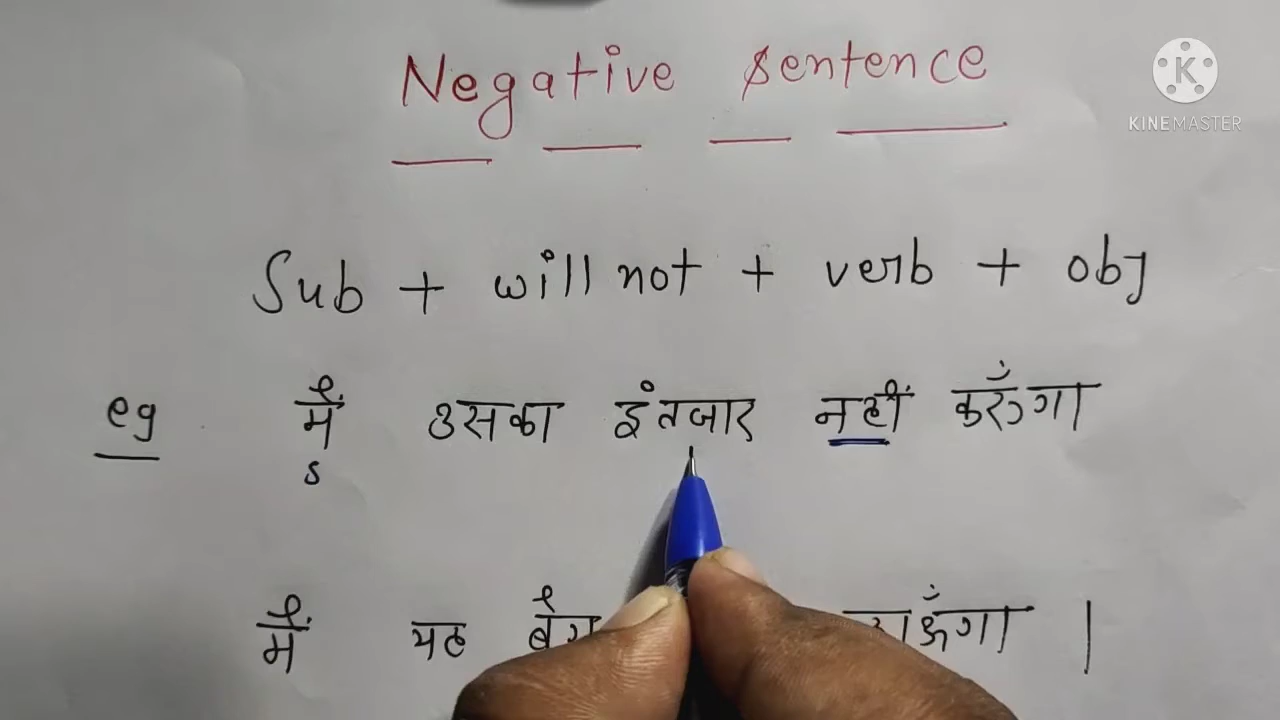 Negative Sentence
KINEMASTER
Sub + will not + verb + obj
eg मैं उसका इंतजार नहीं करुँगा
S
मैं यह बैग